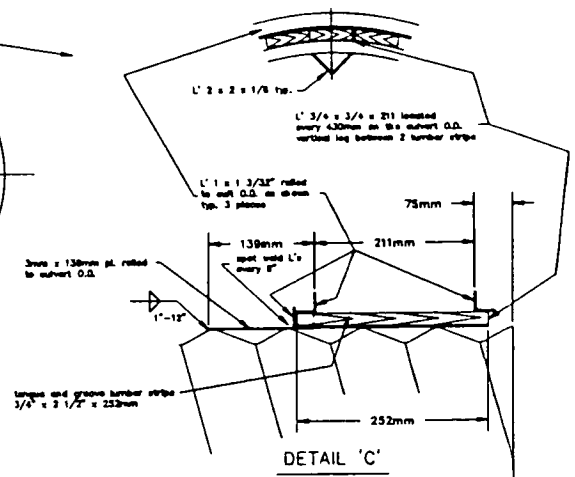 L' 2 x 2 x 1/8 typ.
L' 3/4 x 3/4 x 211 located
every 430mm on the culvert O.D.
vertical leg between 2 lumber strips
L' 1 x 1 3/32" rolled
to suit O.D. as shown
typ. 3 places
75mm
139mm
211mm
spot weld L's
every 8"
3mm x 138mm pl. rolled
to culvert O.D.
1"-12"
tongue and groove lumber strips
3/4" x 2 1/2" x 252mm
252mm
DETAIL 'C'